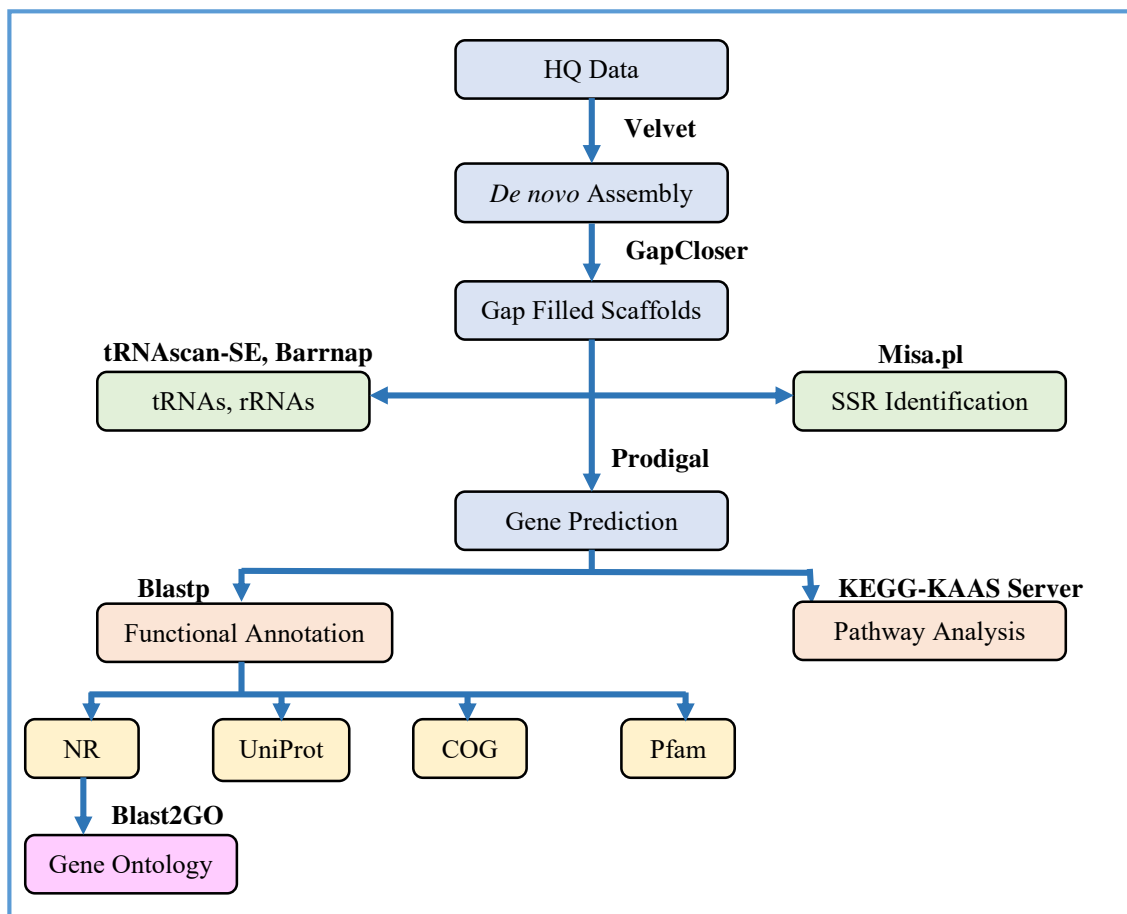 HQ Data
Velvet
De novo Assembly
GapCloser
Gap Filled Scaffolds
tRNAscan-SE, Barrnap
Misa.pl
tRNAs, rRNAs
SSR Identification
Prodigal
Gene Prediction
Blastp
KEGG-KAAS Server
Functional Annotation
Pathway Analysis
NR
UniProt
COG
Pfam
Blast2GO
Gene Ontology